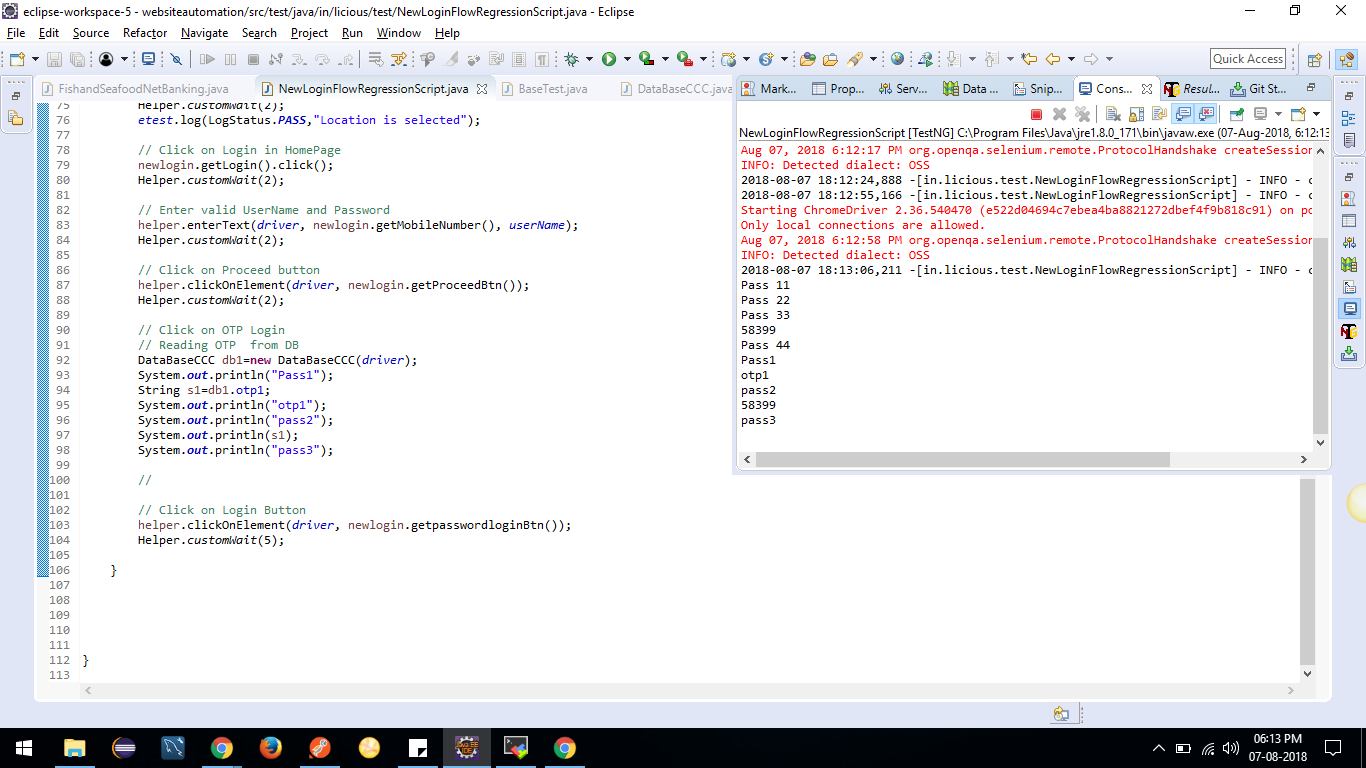 eclipse-workspace-5 - websiteautomation/src/test/java/in/licious/test/NewLoginFlowRegressionScript.java - Eclipse
File Edit Source Refactor Navigate Search Project Run Window Help
Quick Access
FishandSeafoodNetBanking.java NewLoginFlowRegressionScript.java BaseTest.java DataBaseCCC.java
75 Helper.customWait(2);
76 etest.log(LogStatus.PASS,"Location is selected");
77
78 // Click on Login in HomePage
79 newlogin.getLogin().click();
80 Helper.customWait(2);
81
82 // Enter valid UserName and Password
83 helper.enterText(driver, newlogin.getMobileNumber(), userName);
84 Helper.customWait(2);
85
86 // Click on Proceed button
87 helper.clickOnElement(driver, newlogin.getProceedBtn());
88 Helper.customWait(2);
89
90 // Click on OTP Login
91 // Reading OTP  from DB
92 DataBaseCCC db1=new DataBaseCCC(driver);
93 System.out.println("Pass1");
94 String s1=db1.otp1;
95 System.out.println("otp1");
96 System.out.println("pass2");
97 System.out.println(s1);
98 System.out.println("pass3");
99
100 //
101
102 // Click on Login Button
103 helper.clickOnElement(driver, newlogin.getpasswordloginBtn());
104 Helper.customWait(5);
105
106 }
107
108
109
110
111
112 }
113
Mark... Prop... Serv... Data ... Snip... Cons... Resul... Git St...
NewLoginFlowRegressionScript [TestNG] C:\Program Files\Java\jre1.8.0_171\bin\javaw.exe (07-Aug-2018, 6:12:13
Aug 07, 2018 6:12:17 PM org.openqa.selenium.remote.ProtocolHandshake createSession
INFO: Detected dialect: OSS
2018-08-07 18:12:24,888 -[in.licious.test.NewLoginFlowRegressionScript] - INFO - c
2018-08-07 18:12:55,166 -[in.licious.test.NewLoginFlowRegressionScript] - INFO - c
Starting ChromeDriver 2.36.540470 (e522d04694c7ebea4ba8821272dbef4f9b818c91) on po
Only local connections are allowed.
Aug 07, 2018 6:12:58 PM org.openqa.selenium.remote.ProtocolHandshake createSession
INFO: Detected dialect: OSS
2018-08-07 18:13:06,211 -[in.licious.test.NewLoginFlowRegressionScript] - INFO - c
Pass 11
Pass 22
Pass 33
58399
Pass 44
Pass1
otp1
pass2
58399
pass3
06:13 PM
07-08-2018